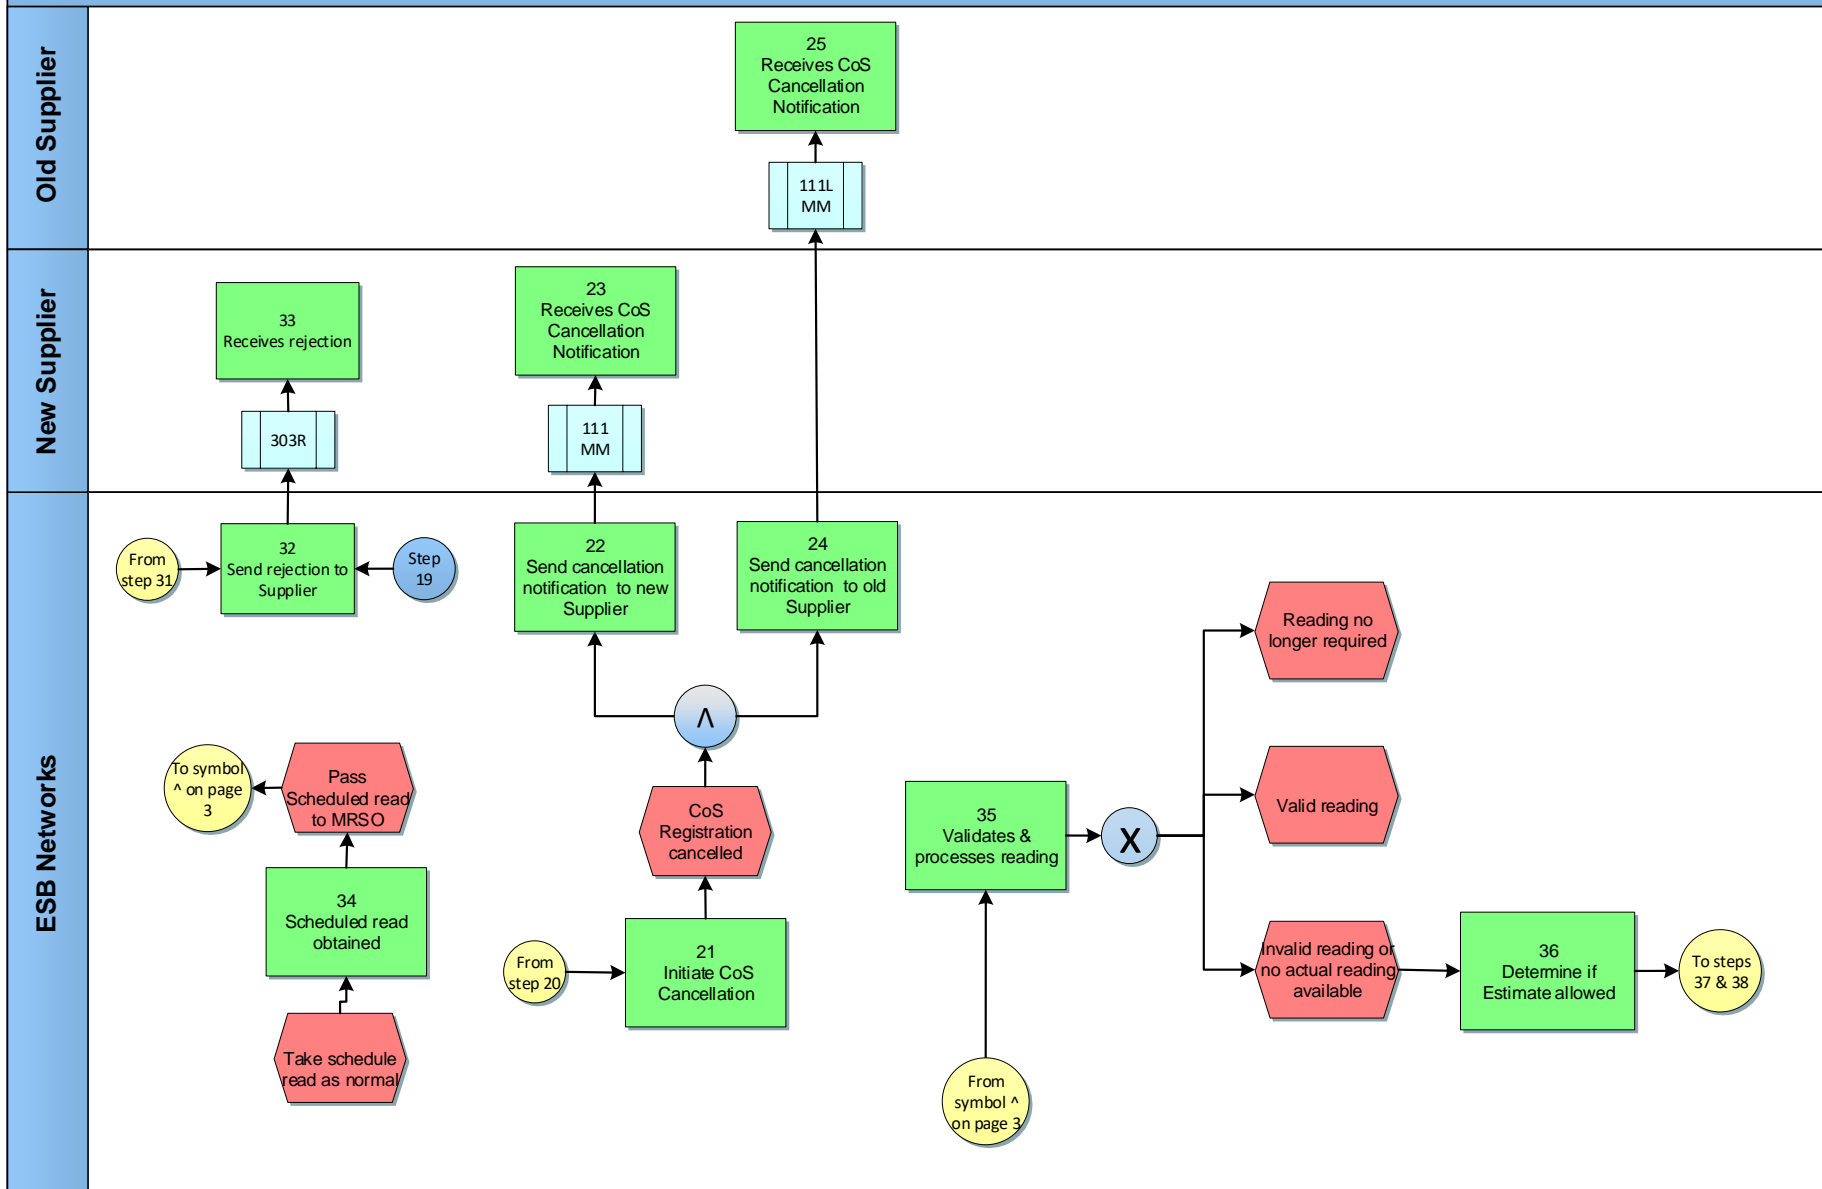 Old Supplier
25
Receives CoS
Cancellation
Notification
111L
MM
New Supplier
33
Receives rejection
303R
23
Receives CoS
Cancellation
Notification
111
MM
ESB Networks
From
step 31
32
Send rejection to
Supplier
Step
19
22
Send cancellation
notification to new
Supplier
24
Send cancellation
notification to old
Supplier
Λ
To symbol
^ on page
3
Pass
Scheduled read
to MRSO
34
Scheduled read
obtained
Take schedule
read as normal
CoS
Registration
cancelled
From
step 20
21
Initiate CoS
Cancellation
35
Validates &
processes reading
X
From
symbol ^
on page 3
Reading no
longer required
Valid reading
Invalid reading or
no actual reading
available
36
Determine if
Estimate allowed
To steps
37 & 38